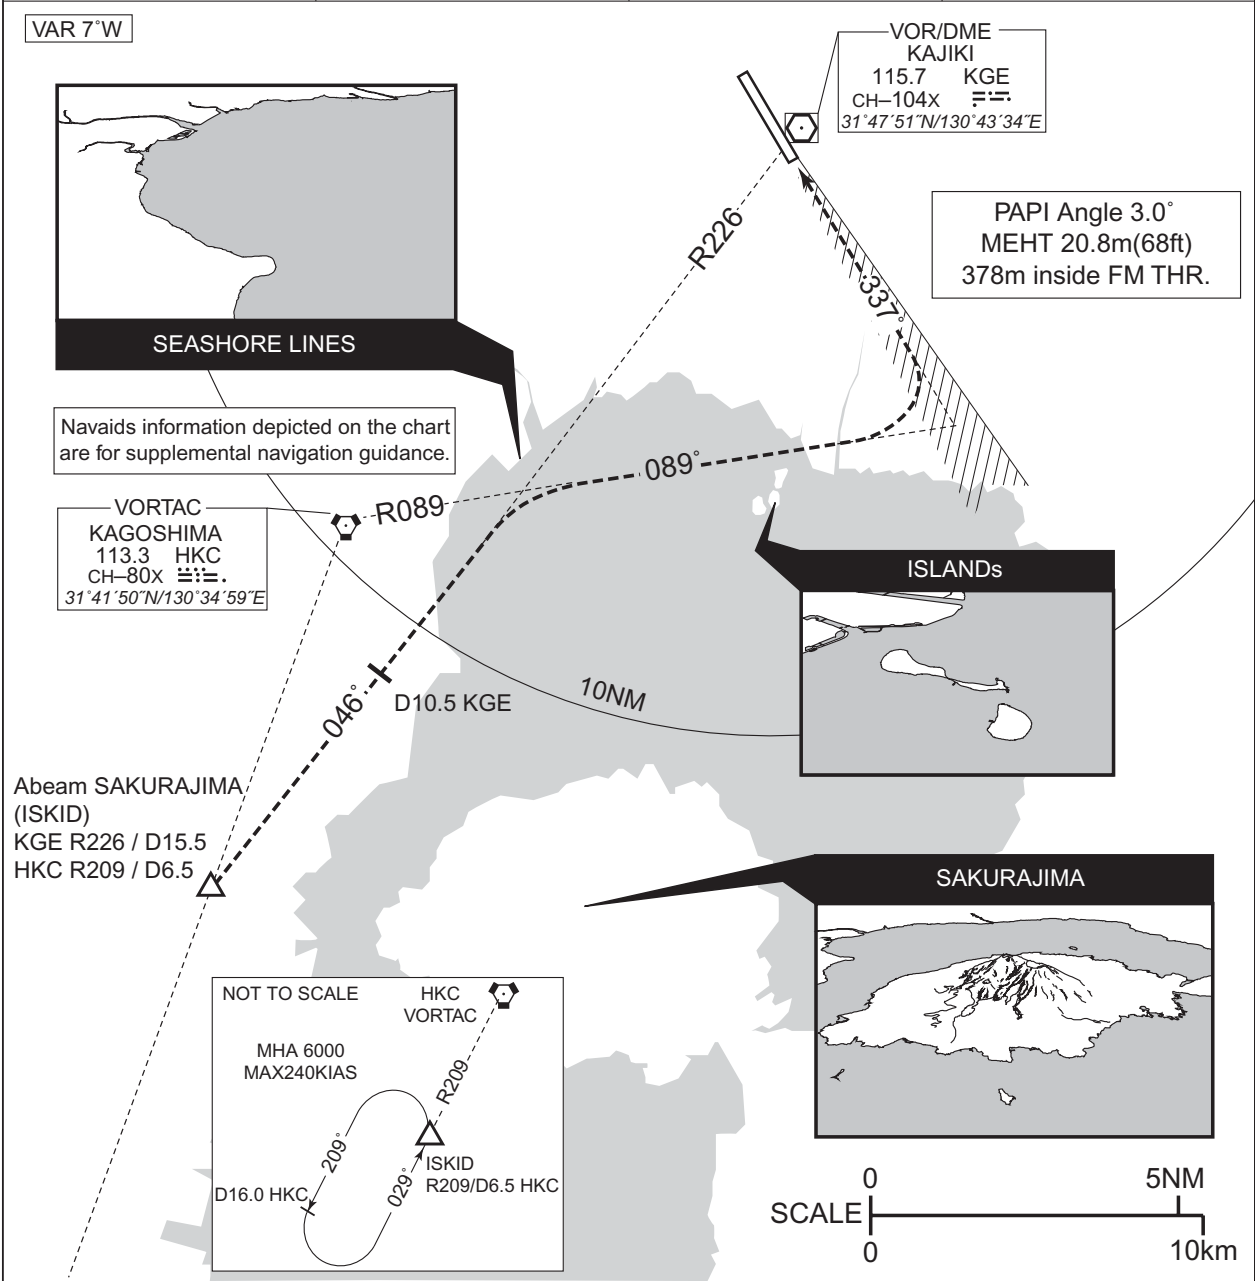 VAR 7˚W
VOR/DME
KAJIKI
115.7 KGE
CH–104X
31˚47´51˝N/130˚43´34˝E
PAPI Angle 3.0˚
MEHT 20.8m(68ft)
378m inside FM THR.
R226
337˚
SEASHORE LINES
Navaids information depicted on the chart
are for supplemental navigation guidance.
089˚
R089
VORTAC
KAGOSHIMA
113.3 HKC
CH–80X
31˚41´50˝N/130˚34´59˝E
ISLANDs
10NM
046˚
D10.5 KGE
Abeam SAKURAJIMA
(ISKID)
KGE R226 / D15.5
HKC R209 / D6.5
SAKURAJIMA
NOT TO SCALE
HKC
VORTAC
MHA 6000
MAX240KIAS
R209
209˚
029˚
ISKID
R209/D6.5 HKC
D16.0 HKC
0 5NM
SCALE
0 10km